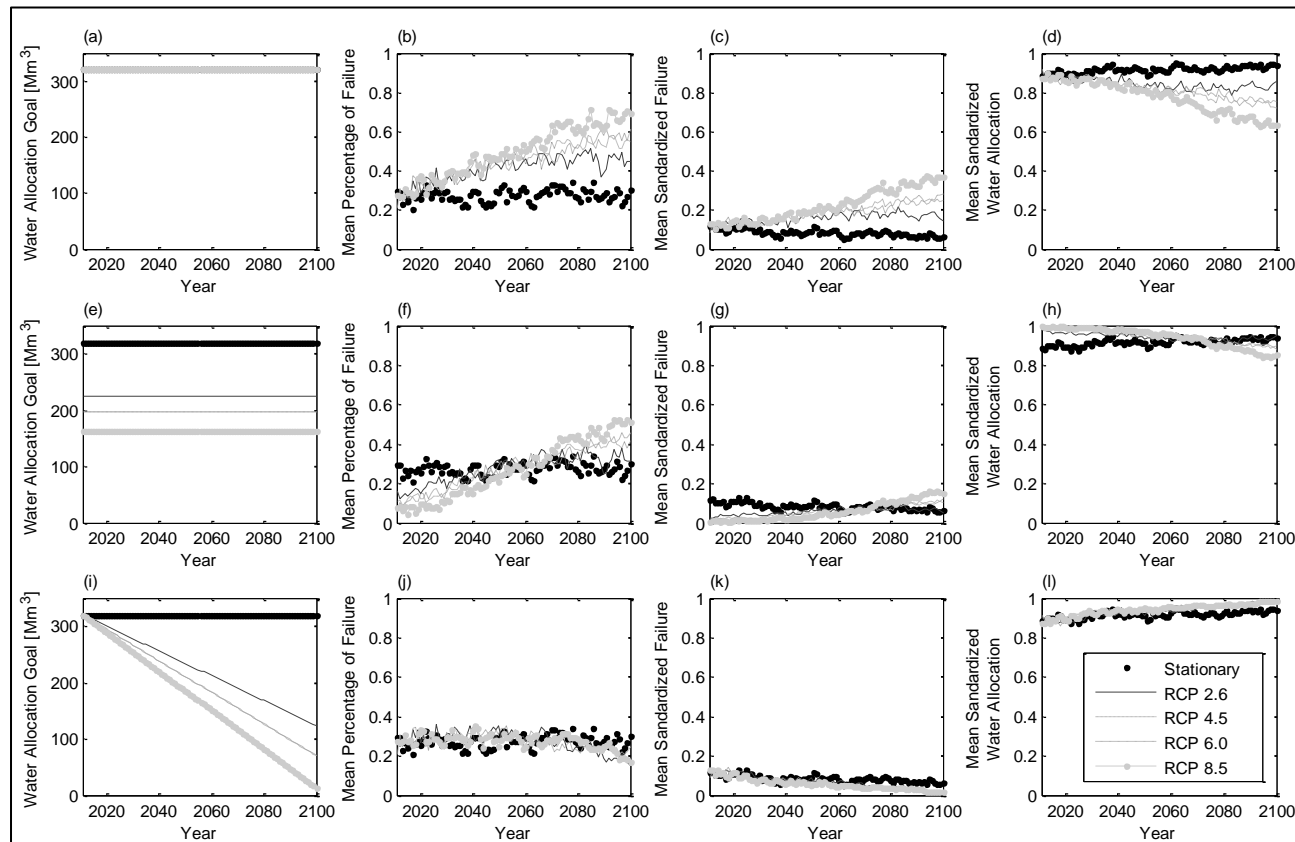 (a)
Water Allocation Goal [Mm³]
300
200
100
0
2020 2040 2060 2080 2100
Year
(b)
Mean Percentage of Failure
1
0.8
0.6
0.4
0.2
0
2020 2040 2060 2080 2100
Year
(c)
Mean Sandardized Failure
1
0.8
0.6
0.4
0.2
0
2020 2040 2060 2080 2100
Year
(d)
Mean Sandardized
Water Allocation
1
0.8
0.6
0.4
0.2
0
2020 2040 2060 2080 2100
Year
(e)
Water Allocation Goal [Mm³]
300
200
100
0
2020 2040 2060 2080 2100
Year
(f)
Mean Percentage of Failure
1
0.8
0.6
0.4
0.2
0
2020 2040 2060 2080 2100
Year
(g)
Mean Sandardized Failure
1
0.8
0.6
0.4
0.2
0
2020 2040 2060 2080 2100
Year
(h)
Mean Sandardized
Water Allocation
1
0.8
0.6
0.4
0.2
0
2020 2040 2060 2080 2100
Year
(i)
Water Allocation Goal [Mm³]
300
200
100
0
2020 2040 2060 2080 2100
Year
(j)
Mean Percentage of Failure
1
0.8
0.6
0.4
0.2
0
2020 2040 2060 2080 2100
Year
(k)
Mean Sandardized Failure
1
0.8
0.6
0.4
0.2
0
2020 2040 2060 2080 2100
Year
(l)
Mean Sandardized
Water Allocation
1
0.8
0.6
0.4
0.2
0
2020 2040 2060 2080 2100
Year
Stationary
RCP 2.6
RCP 4.5
RCP 6.0
RCP 8.5